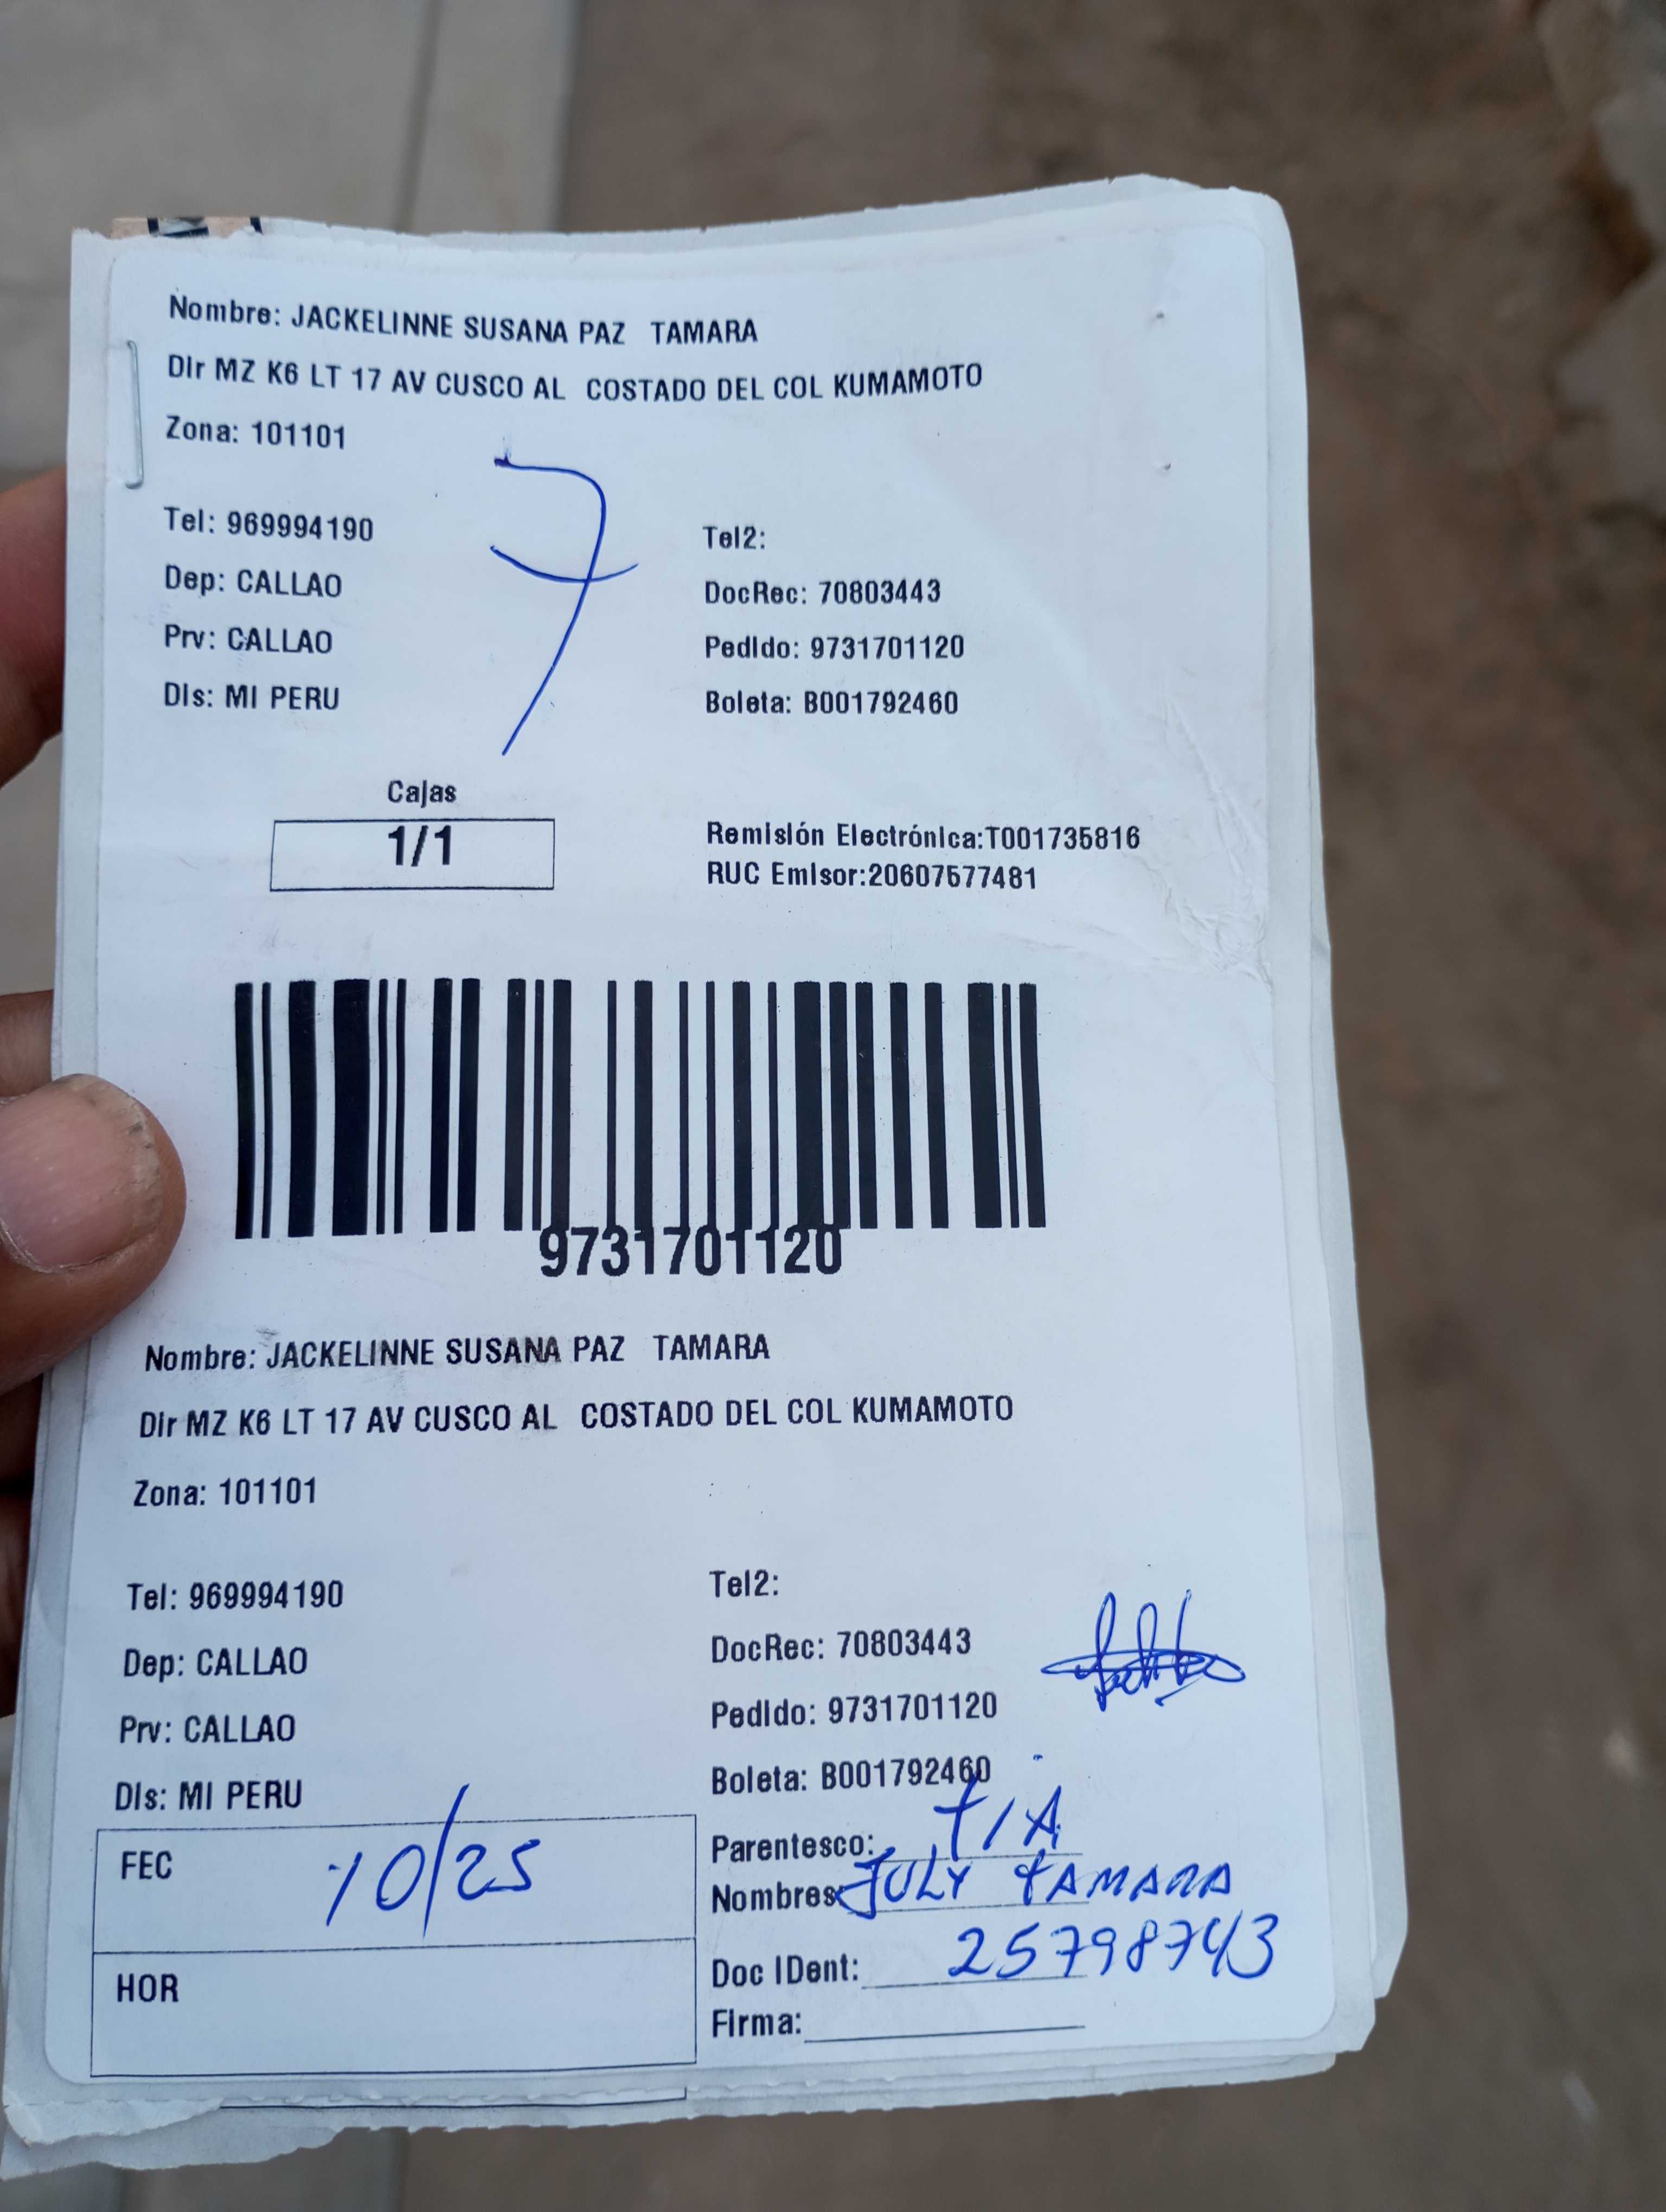 Nombre: JACKELINNE SUSANA PAZ TAMARA
Dir MZ K6 LT 17 AV CUSCO AL COSTADO DEL COL KUMAMOTO
Zona: 101101
7
Tel: 969994190
Tel2:
Dep: CALLAO
DocRec: 70803443
Prv: CALLAO
Pedido: 9731701120
Dis: MI PERU
Boleta: B001792460
Cajas
1/1
Remisión Electrónica:T001735816
RUC Emisor:20607577481
9731701120
Nombre: JACKELINNE SUSANA PAZ TAMARA
Dir MZ K6 LT 17 AV CUSCO AL COSTADO DEL COL KUMAMOTO
Zona: 101101
Tel: 969994190
Tel2:
Dep: CALLAO
DocRec: 70803443
Prv: CALLAO
Pedido: 9731701120
Dis: MI PERU
Boleta: B001792460
FEC 10/25
HOR
Parentesco: TIA
Nombres: JULY TAMARA
Doc IDent: 25798743
Firma: